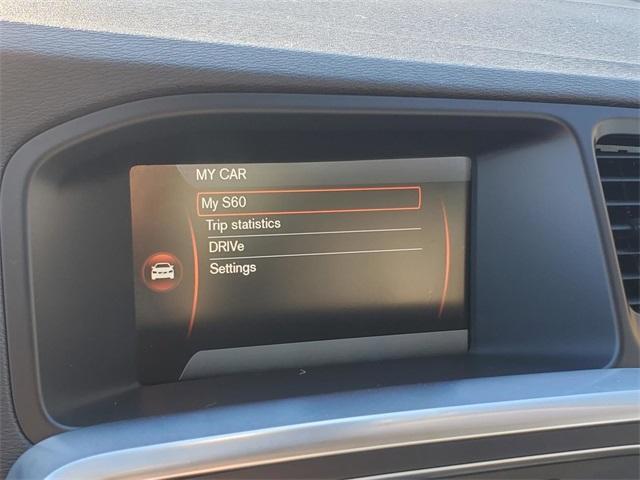 MY CAR
My S60
Trip statistics
DRIVe
Settings